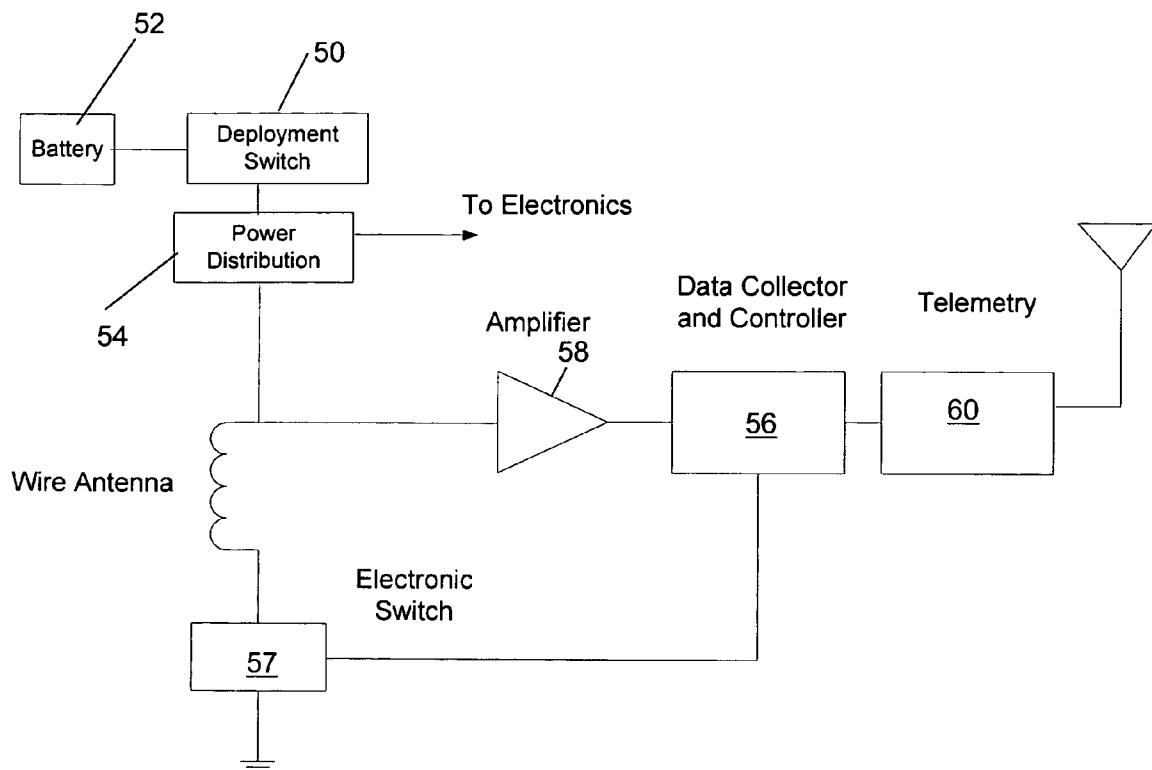 52
50
Battery
Deployment
Switch
To Electronics
Power
Distribution
54
Data Collector
and Controller
Telemetry
Amplifier
58
56
60
Wire Antenna
Electronic
Switch
57